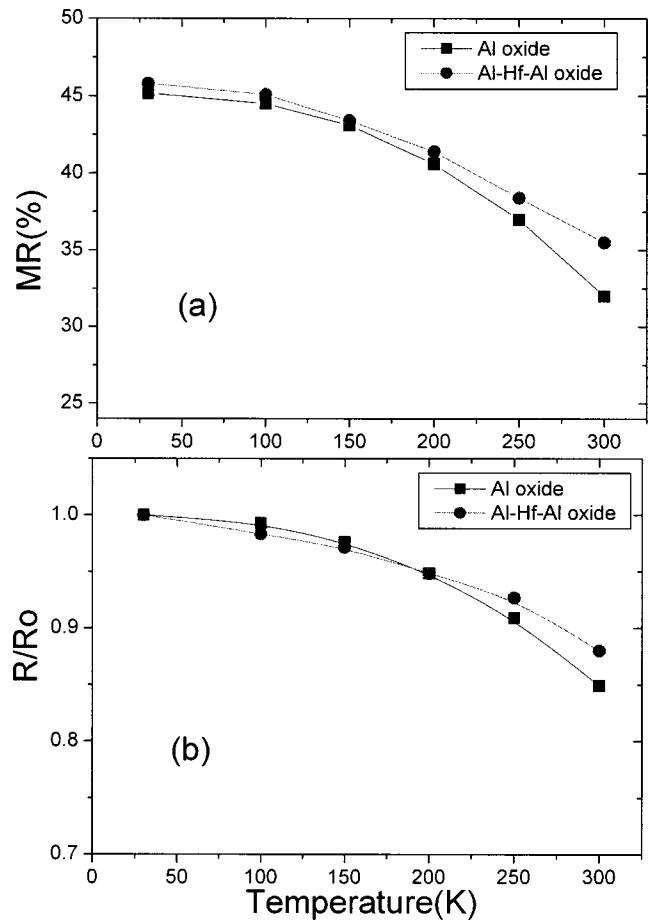 50
45
40
35
30
25
MR(%)
Al oxide
Al-Hf-Al oxide
(a)
0 50 100 150 200 250 300
1.0
0.9
0.8
0.7
R/Ro
Al oxide
Al-Hf-Al oxide
(b)
0 50 100 150 200 250 300
Temperature(K)